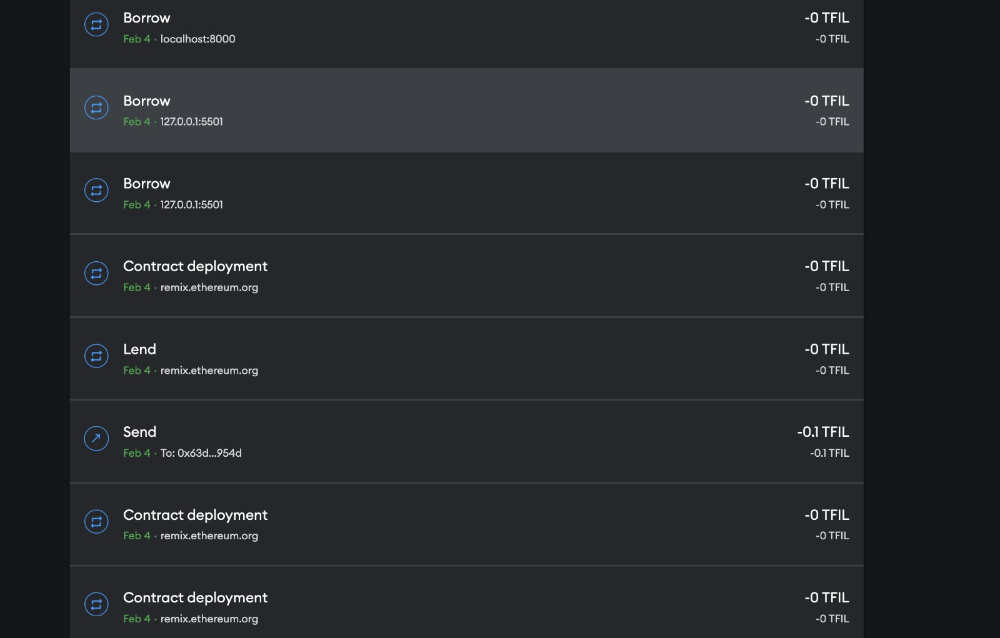 Borrow
-0 TFIL
Feb 4 · localhost:8000
-0 TFIL
Borrow
-0 TFIL
Feb 4 · 127.0.0.1:5501
-0 TFIL
Borrow
-0 TFIL
Feb 4 · 127.0.0.1:5501
-0 TFIL
Contract deployment
-0 TFIL
Feb 4 · remix.ethereum.org
-0 TFIL
Lend
-0 TFIL
Feb 4 · remix.ethereum.org
-0 TFIL
Send
-0.1 TFIL
Feb 4 · To: 0x63d...954d
-0.1 TFIL
Contract deployment
-0 TFIL
Feb 4 · remix.ethereum.org
-0 TFIL
Contract deployment
-0 TFIL
Feb 4 · remix.ethereum.org
-0 TFIL